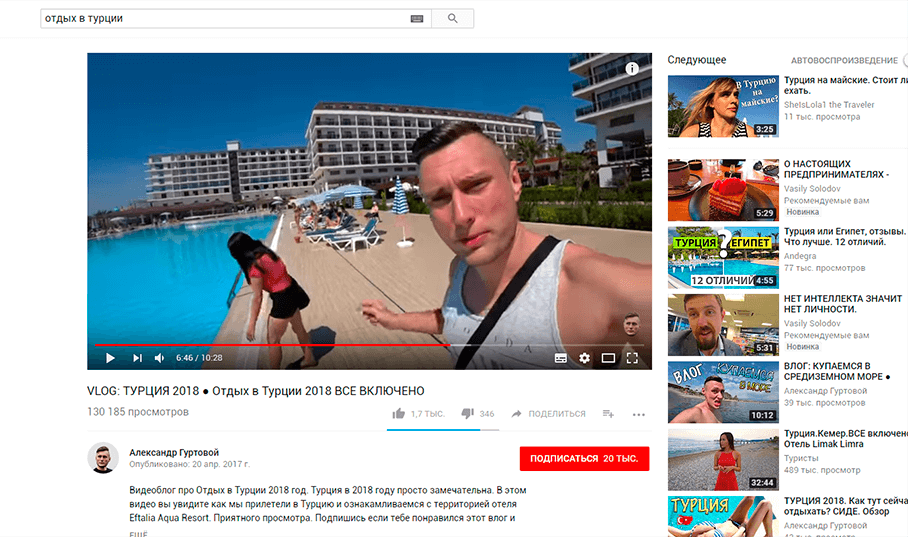 отдых в турции
6:46 / 10:28
VLOG: ТУРЦИЯ 2018 ● Отдых в Турции 2018 ВСЕ ВКЛЮЧЕНО
130 185 просмотров
1,7 ТЫС.
346
ПОДЕЛИТЬСЯ
Александр Гуртовой
Опубликовано: 20 апр. 2017 г.
ПОДПИСАТЬСЯ 20 ТЫС.
Видеоблог про Отдых в Турции 2018 год. Турция в 2018 году просто замечательна. В этом
видео вы увидите как мы прилетели в Турцию и ознакамливаемся с территорией отеля
Eftalia Aqua Resort. Приятного просмотра. Подпишись если тебе понравился этот влог и
ЕЩЁ
Следующее
АВТОВОСПРОИЗВЕДЕНИЕ
В Турцию
на
майские?
3:25
Турция на майские. Стоит ли
ехать.
SheIsLola1 the Traveler
11 тыс. просмотра
5:29
О НАСТОЯЩИХ
ПРЕДПРИНИМАТЕЛЯХ -
Vasily Solodov
Рекомендуемые вам
Новинка
ТУРЦИЯ ? ЕГИПЕТ
12 ОТЛИЧИЙ
4:55
Турция или Египет, отзывы.
Что лучше. 12 отличий.
Andegra
77 тыс. просмотров
5:31
НЕТ ИНТЕЛЛЕКТА ЗНАЧИТ
НЕТ ЛИЧНОСТИ.
Vasily Solodov
Рекомендуемые вам
Новинка
ВЛОГ КУПАЕМСЯ
В МОРЕ
10:12
ВЛОГ: КУПАЕМСЯ В
СРЕДИЗЕМНОМ МОРЕ ●
Александр Гуртовой
39 тыс. просмотров
32:44
Турция.Кемер.ВСЕ включено
Отель Limak Limra
Туристы
489 тыс. просмотр
ТУРЦИЯ
ТУРЦИЯ 2018. Как тут сейча
отдыхать? СИДЕ. Обзор
Александр Гуртовой